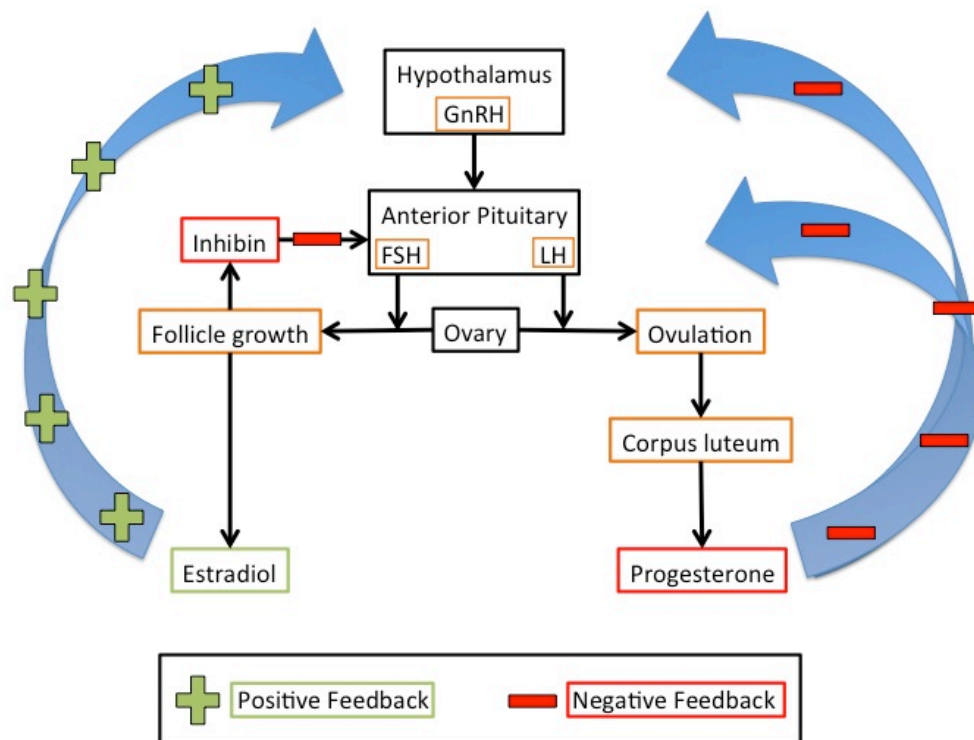 Hypothalamus
GnRH
Anterior Pituitary
FSH
LH
Inhibin
Follicle growth
Ovary
Ovulation
Corpus luteum
Estradiol
Progesterone
Positive Feedback
Negative Feedback